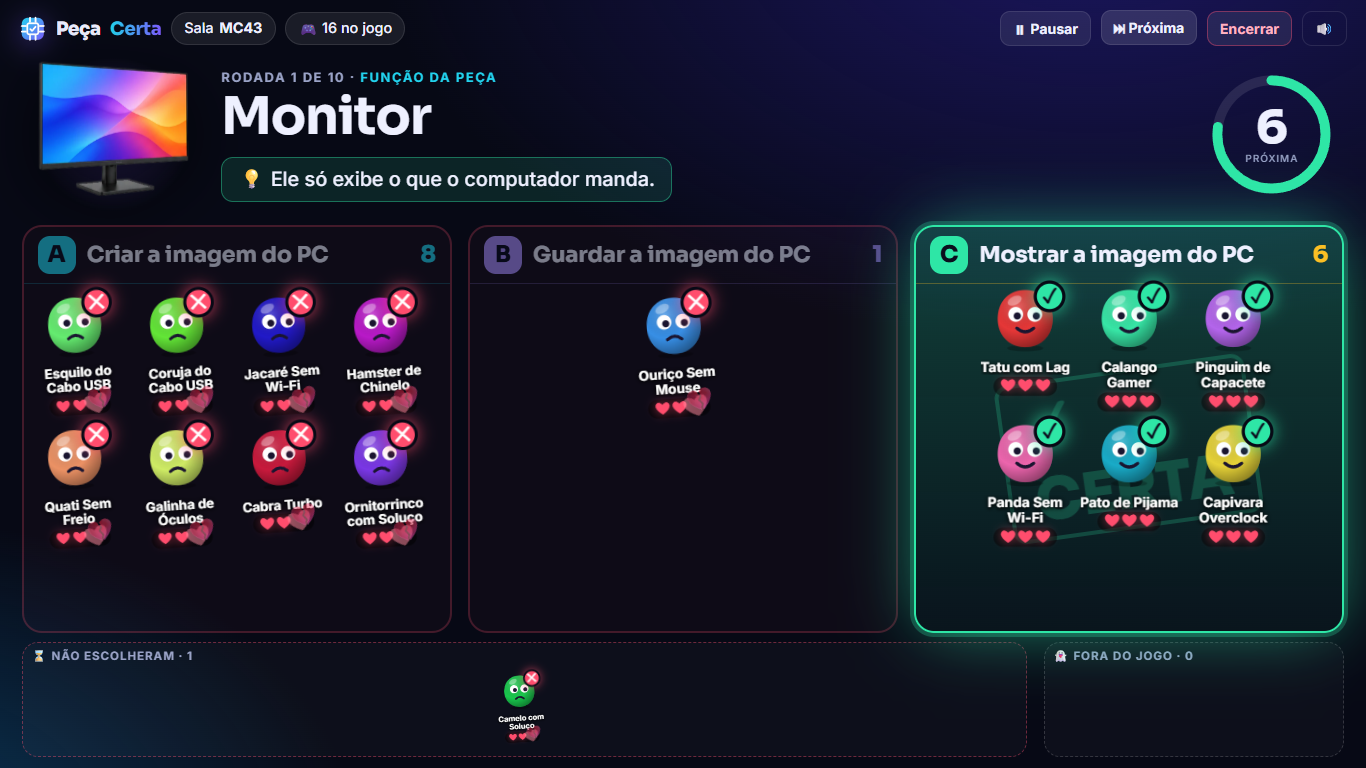 Peça Certa
Sala MC43
16 no jogo
Pausar
Próxima
Encerrar
RODADA 1 DE 10 · FUNÇÃO DA PEÇA
Monitor
Ele só exibe o que o computador manda.
6
PRÓXIMA
A Criar a imagem do PC 8
Esquilo do
Cabo USB
Coruja do
Cabo USB
Jacaré Sem
Wi-Fi
Hamster de
Chinelo
Quati Sem
Freio
Galinha de
Óculos
Cabra Turbo
Ornitorrinco
com Soluço
B Guardar a imagem do PC 1
Ouriço Sem
Mouse
C Mostrar a imagem do PC 6
Tatu com Lag
Calango
Gamer
Pinguim de
Capacete
Panda Sem
Wi-Fi
Pato de Pijama
Capivara
Overclock
CERTA
NÃO ESCOLHERAM · 1
Camelo com
Soluço
FORA DO JOGO · 0